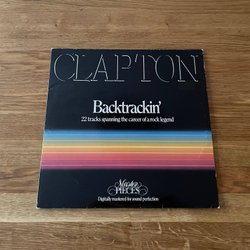 CLAPTON
Backtrackin'
22 tracks spanning the career of a rock legend
Master
PIECES
Digitally mastered for sound perfection